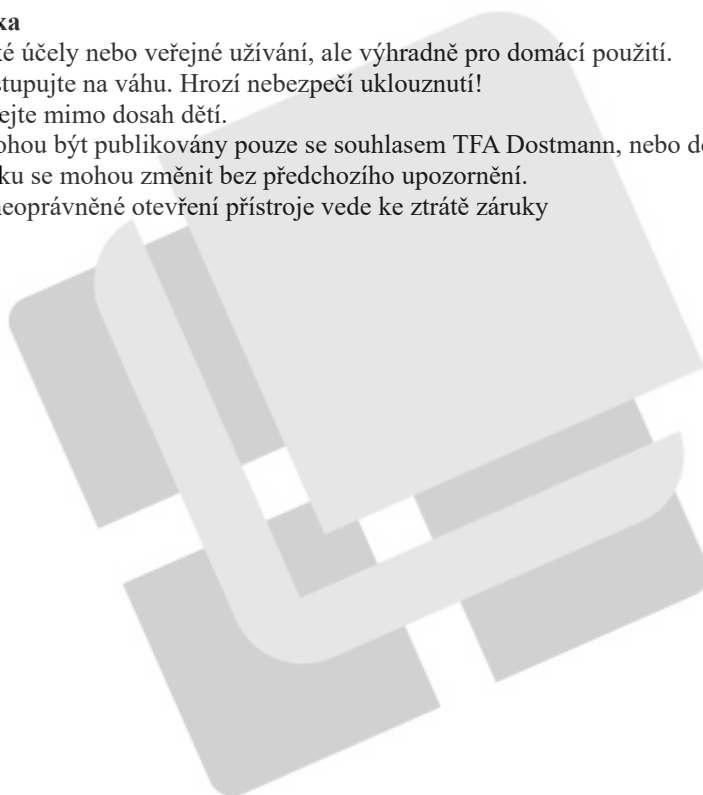 ka
ké účely nebo veřejné užívání, ale výhradně pro domácí použití.
stupujte na váhu. Hrozí nebezpečí uklouznutí!
ejte mimo dosah dětí.
ohou být publikovány pouze se souhlasem TFA Dostmann, nebo do
ku se mohou změnit bez předchozího upozornění.
neoprávněné otevření přístroje vede ke ztrátě záruky